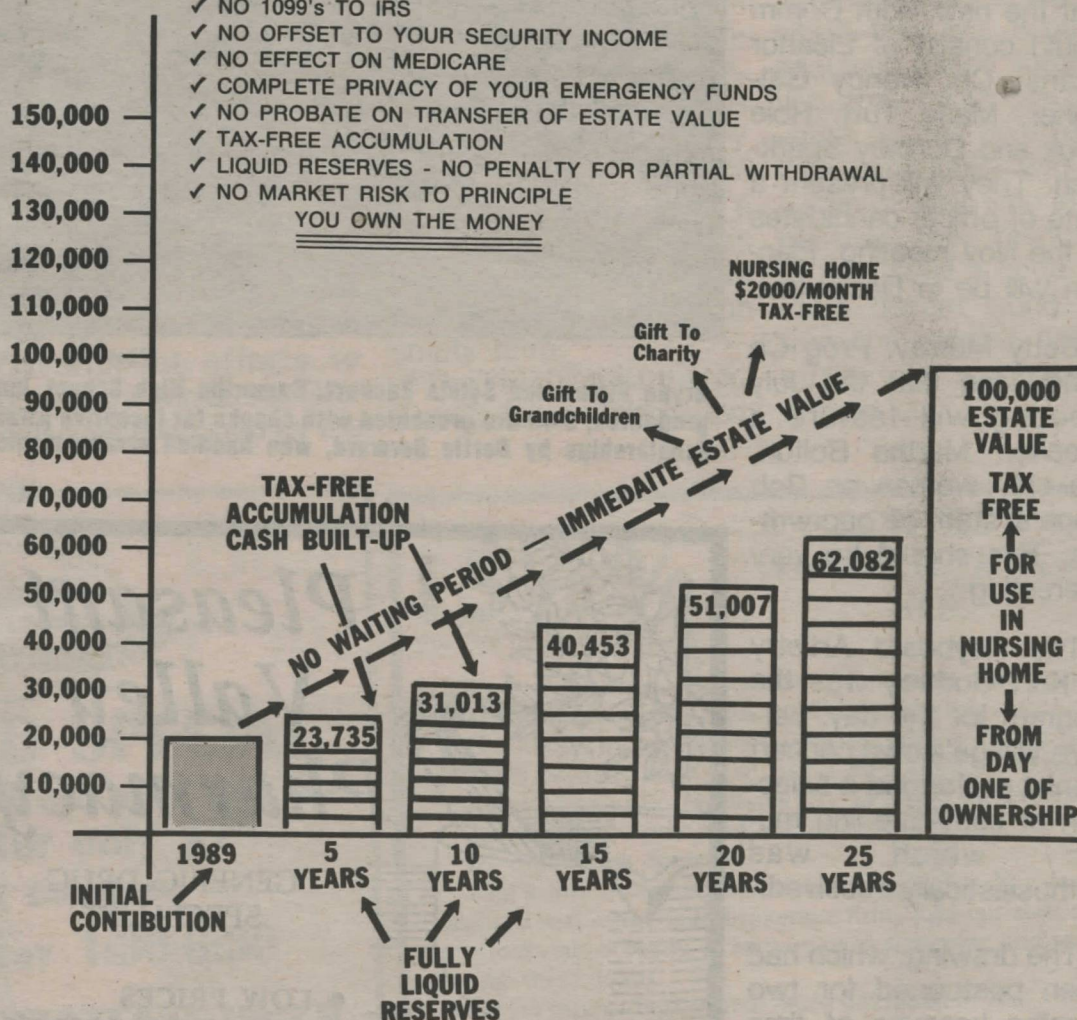 ✓ NO 1099's TO IRS
✓ NO OFFSET TO YOUR SECURITY INCOME
✓ NO EFFECT ON MEDICARE
✓ COMPLETE PRIVACY OF YOUR EMERGENCY FUNDS
✓ NO PROBATE ON TRANSFER OF ESTATE VALUE
✓ TAX-FREE ACCUMULATION
✓ LIQUID RESERVES - NO PENALTY FOR PARTIAL WITHDRAWAL
✓ NO MARKET RISK TO PRINCIPLE
YOU OWN THE MONEY
150,000
140,000
130,000
120,000
110,000
100,000
90,000
80,000
70,000
60,000
50,000
40,000
30,000
20,000
10,000
NURSING HOME
$2000/MONTH
TAX-FREE
Gift To
Charity
Gift To
Grandchildren
TAX-FREE
ACCUMULATION
CASH BUILT-UP
NO WAITING PERIOD — IMMEDAITE ESTATE VALUE
23,735
31,013
40,453
51,007
62,082
100,000
ESTATE
VALUE
TAX
FREE
FOR
USE
IN
NURSING
HOME
FROM
DAY
ONE OF
OWNERSHIP
1989
5
YEARS
10
YEARS
15
YEARS
20
YEARS
25
YEARS
INITIAL
CONTIBUTION
FULLY
LIQUID
RESERVES